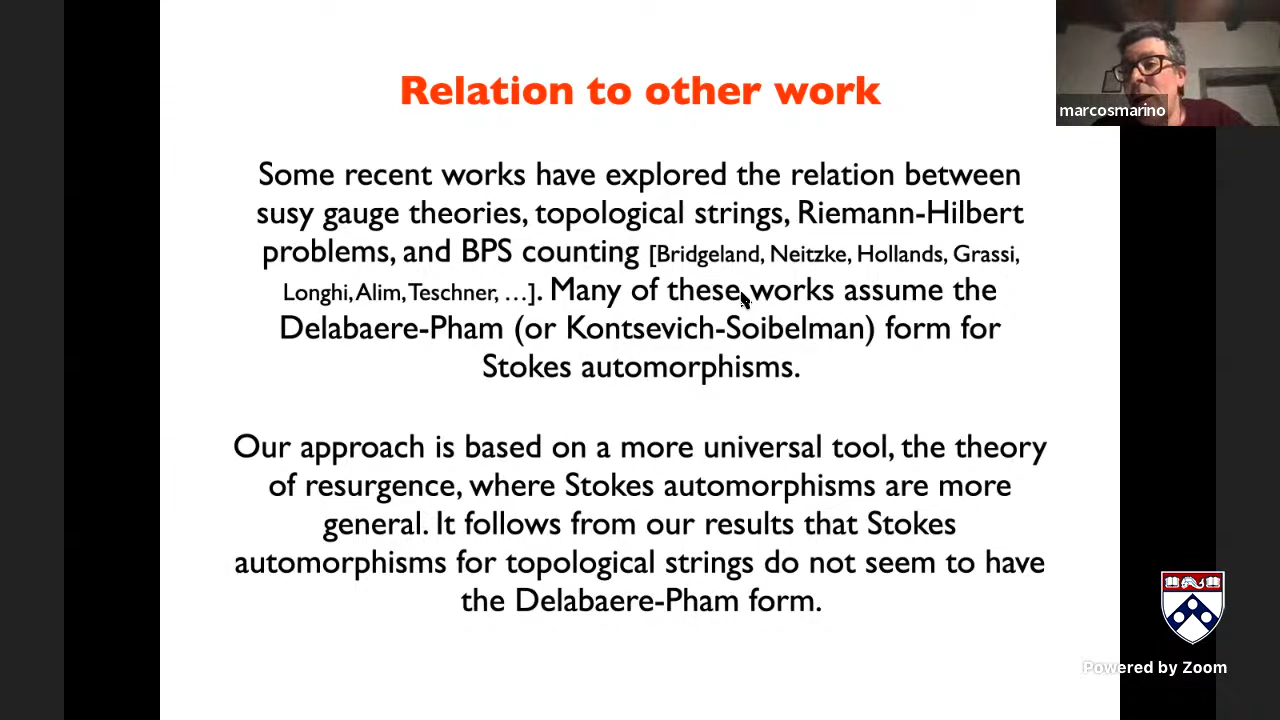 Relation to other work
marcosmarino
Some recent works have explored the relation between
susy gauge theories, topological strings, Riemann-Hilbert
problems, and BPS counting [Bridgeland, Neitzke, Hollands, Grassi,
Longhi, Alim, Teschner, …]. Many of these works assume the
Delabaere-Pham (or Kontsevich-Soibelman) form for
Stokes automorphisms.
Our approach is based on a more universal tool, the theory
of resurgence, where Stokes automorphisms are more
general. It follows from our results that Stokes
automorphisms for topological strings do not seem to have
the Delabaere-Pham form.
Powered by Zoom